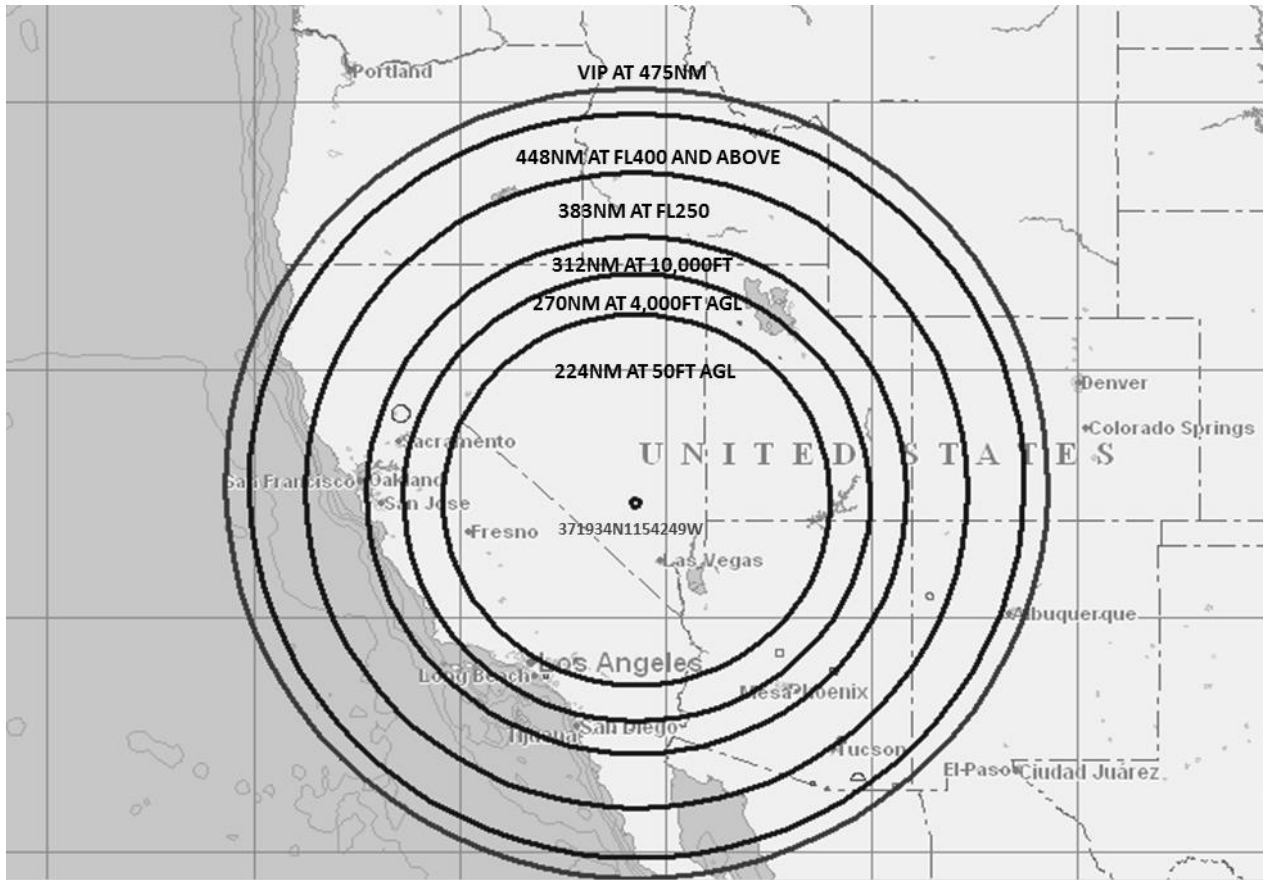 Portland
VIP AT 475NM
448NM AT FL400 AND ABOVE
383NM AT FL250
312NM AT 10,000FT
270NM AT 4,000FT AGL
224NM AT 50FT AGL
Denver
Colorado Springs
Sacramento
UNITED STATES
San Francisco
Oakland
San Jose
Fresno
371934N1154249W
Las Vegas
Albuquerque
Los Angeles
Long Beach
Mesa
Phoenix
San Diego
Tijuana
Tucson
El Paso
Ciudad Juárez